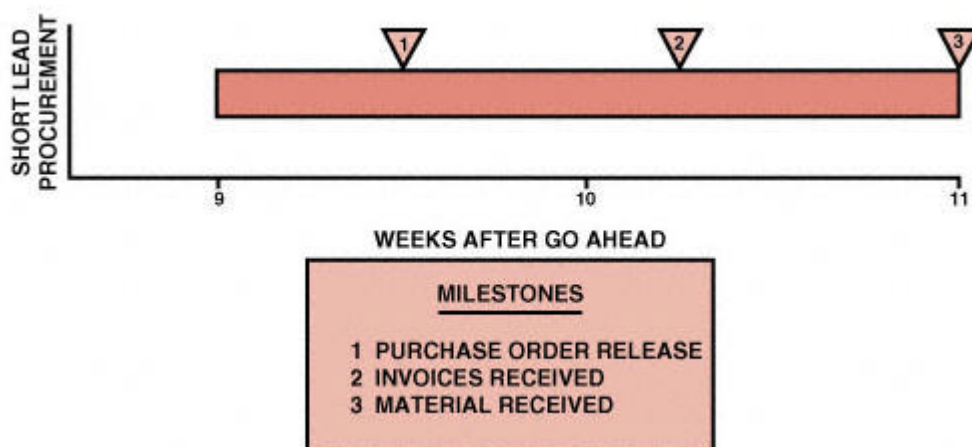 SHORT LEAD
PROCUREMENT
1
2
3
9
10
11
WEEKS AFTER GO AHEAD
MILESTONES
1 PURCHASE ORDER RELEASE
2 INVOICES RECEIVED
3 MATERIAL RECEIVED